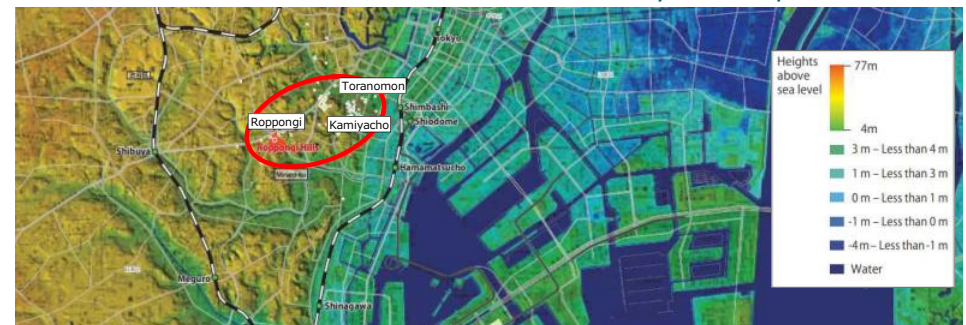 Tokyo
Toranomon
Roppongi
Kamiyacho
Shimbashi
Shiodome
Roppongi Hills
Shibuya
Hamamatsucho
Minato-ku
Meguro
Shinagawa
Heights
above
sea level
77m
4m
3 m – Less than 4 m
1 m – Less than 3 m
0 m – Less than 1 m
-1 m – Less than 0 m
-4m – Less than -1 m
Water